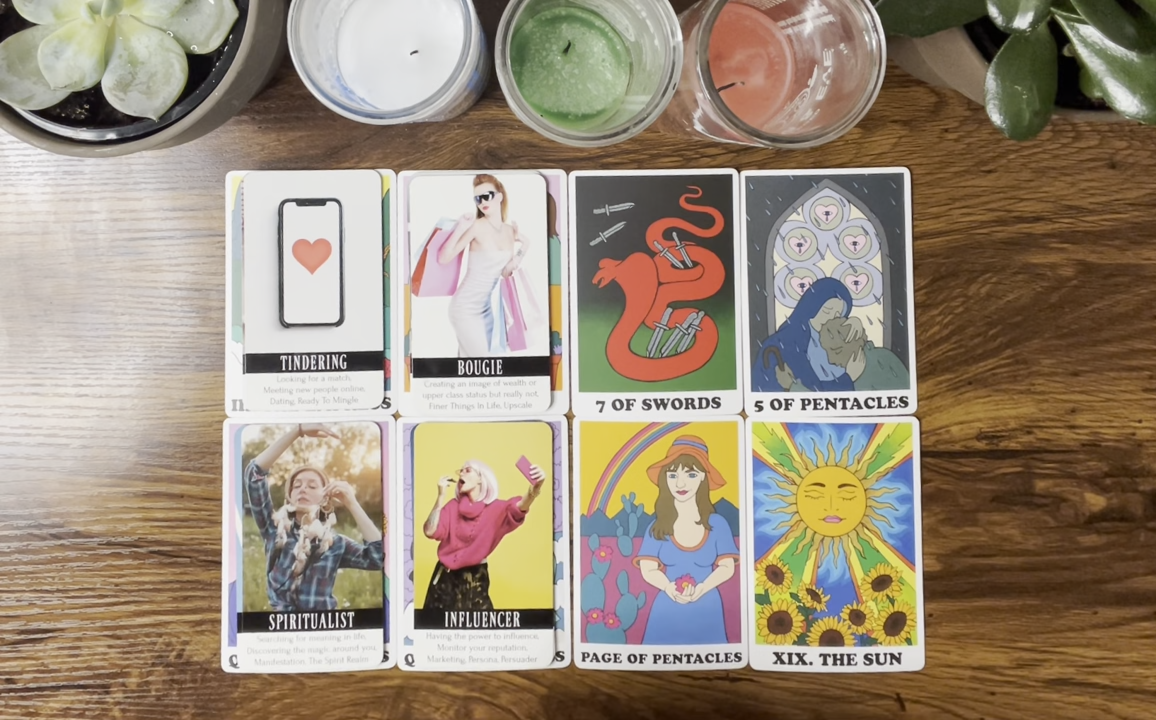 TINDERING
Looking for a match,
Meeting new people online,
Dating, Ready To Mingle
BOUGIE
Creating an image of wealth or
upper class status but really not.
Finer Things In Life, Upscale
7 OF SWORDS
5 OF PENTACLES
SPIRITUALIST
Searching for meaning in life,
Discovering the magic around you,
Manifestation, The Spirit Realm
Q
S
INFLUENCER
Having the power to influence,
Monitor your reputation,
Marketing, Persona, Persuader
Q
S
PAGE OF PENTACLES
XIX. THE SUN